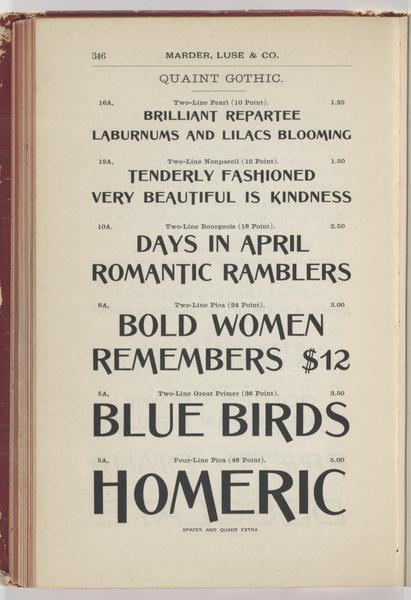 346 MARDER, LUSE & CO.
QUAINT GOTHIC.
16A, Two-Line Pearl (10 Point). 1.25
BRILLIANT REPARTEE
LABURNUMS AND LILACS BLOOMING
12A, Two-Line Nonpareil (12 Point). 1.50
TENDERLY FASHIONED
VERY BEAUTIFUL IS KINDNESS
10A, Two-Line Bourgeois (18 Point). 2.50
DAYS IN APRIL
ROMANTIC RAMBLERS
8A, Two-Line Pica (24 Point). 3.00
BOLD WOMEN
REMEMBERS $12
5A, Two-Line Great Primer (36 Point). 3.50
BLUE BIRDS
5A, Four-Line Pica (48 Point). 5.00
HOMERIC
SPACES AND QUADS EXTRA